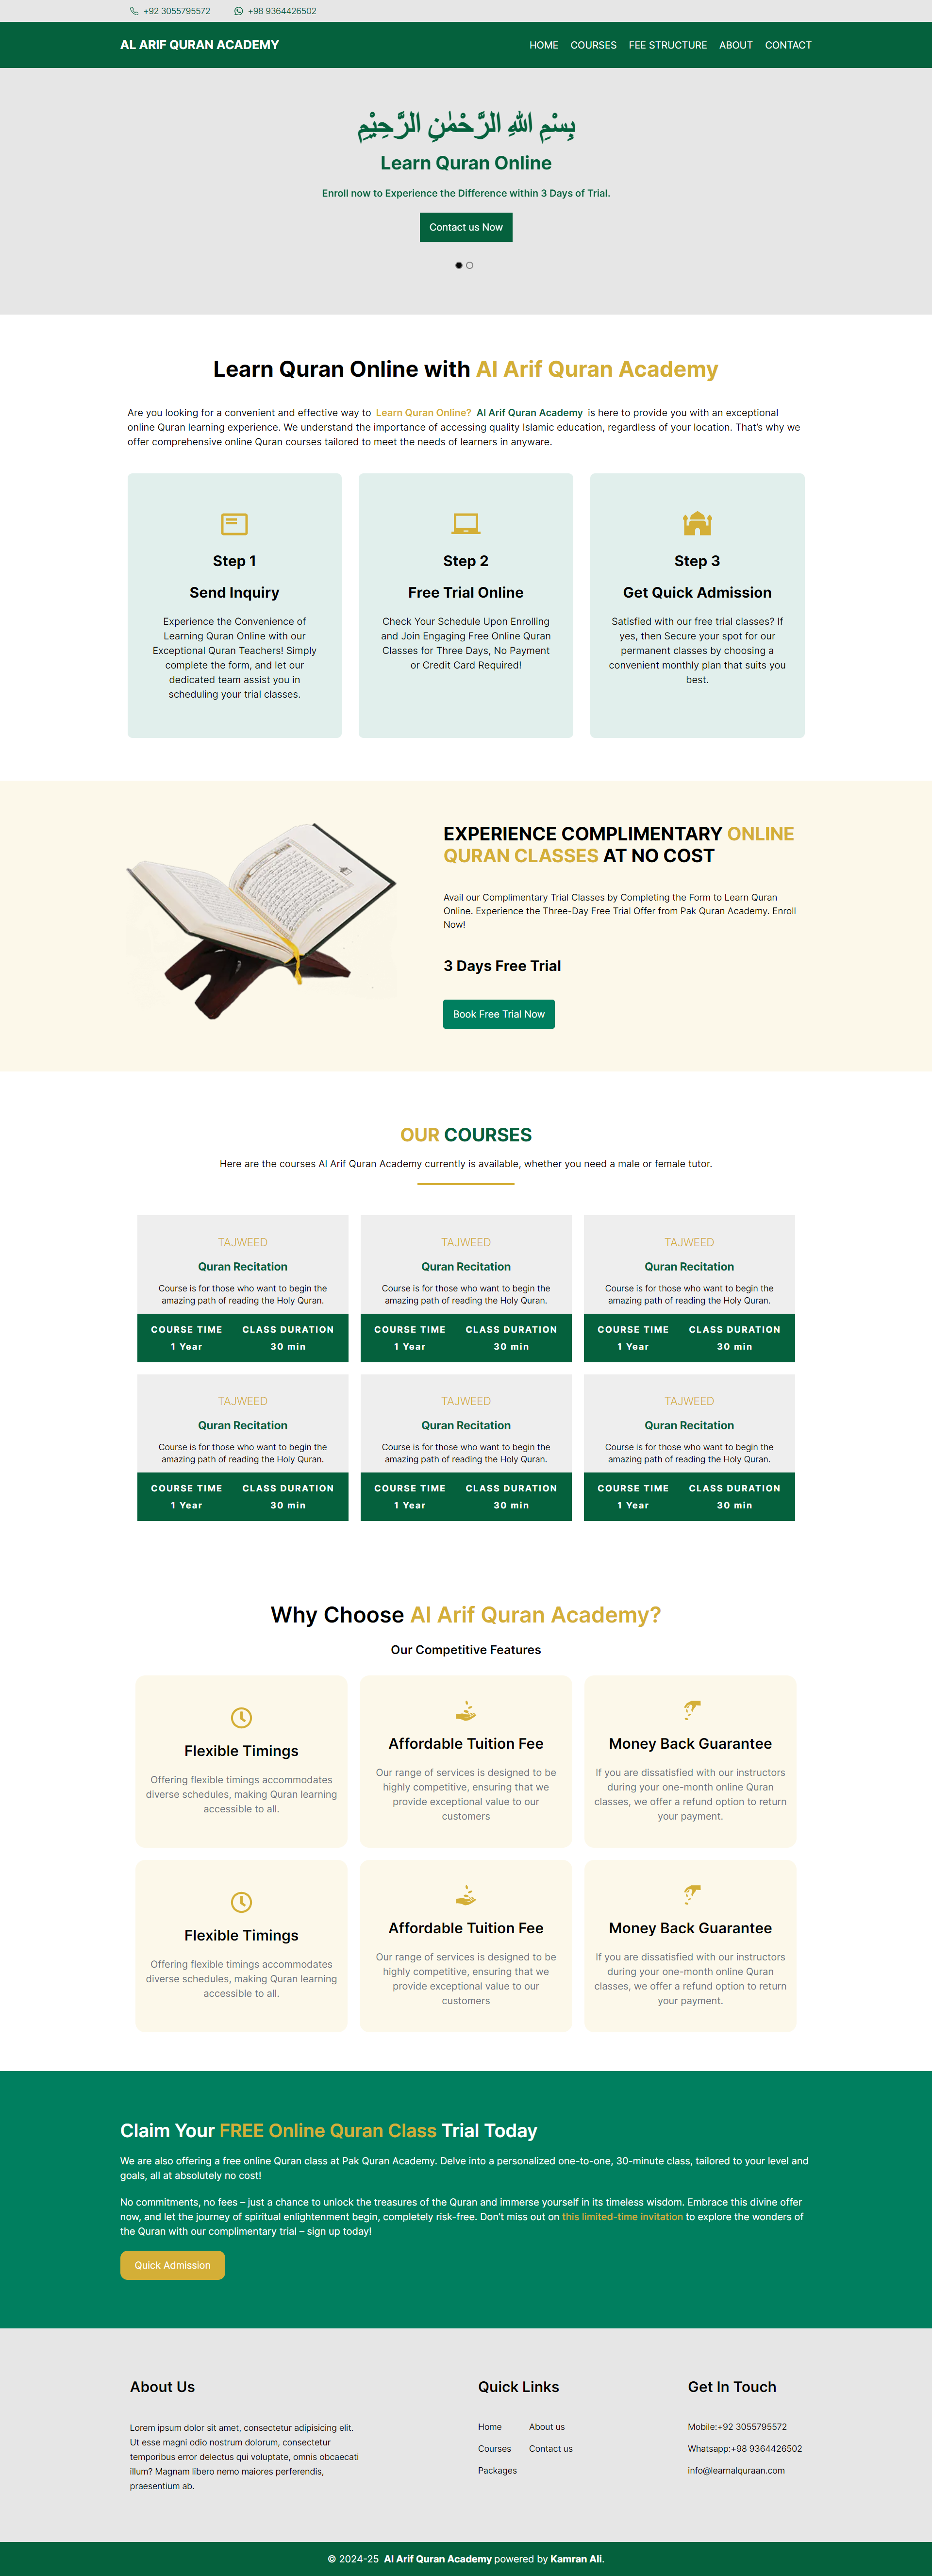 +92 3055795572 +98 9364426502
AL ARIF QURAN ACADEMY HOME COURSES FEE STRUCTURE ABOUT CONTACT
بِسْمِ اللهِ الرَّحْمٰنِ الرَّحِيْمِ
Learn Quran Online
Enroll now to Experience the Difference within 3 Days of Trial.
Contact us Now
Learn Quran Online with Al Arif Quran Academy
Are you looking for a convenient and effective way to Learn Quran Online? Al Arif Quran Academy is here to provide you with an exceptional
online Quran learning experience. We understand the importance of accessing quality Islamic education, regardless of your location. That's why we
offer comprehensive online Quran courses tailored to meet the needs of learners in anyware.
Step 1
Send Inquiry
Experience the Convenience of
Learning Quran Online with our
Exceptional Quran Teachers! Simply
complete the form, and let our
dedicated team assist you in
scheduling your trial classes.
Step 2
Free Trial Online
Check Your Schedule Upon Enrolling
and Join Engaging Free Online Quran
Classes for Three Days, No Payment
or Credit Card Required!
Step 3
Get Quick Admission
Satisfied with our free trial classes? If
yes, then Secure your spot for our
permanent classes by choosing a
convenient monthly plan that suits you
best.
EXPERIENCE COMPLIMENTARY ONLINE
QURAN CLASSES AT NO COST
Avail our Complimentary Trial Classes by Completing the Form to Learn Quran
Online. Experience the Three-Day Free Trial Offer from Pak Quran Academy. Enroll
Now!
3 Days Free Trial
Book Free Trial Now
OUR COURSES
Here are the courses Al Arif Quran Academy currently is available, whether you need a male or female tutor.
TAJWEED
Quran Recitation
Course is for those who want to begin the
amazing path of reading the Holy Quran.
COURSE TIME CLASS DURATION
1 Year 30 min
TAJWEED
Quran Recitation
Course is for those who want to begin the
amazing path of reading the Holy Quran.
COURSE TIME CLASS DURATION
1 Year 30 min
TAJWEED
Quran Recitation
Course is for those who want to begin the
amazing path of reading the Holy Quran.
COURSE TIME CLASS DURATION
1 Year 30 min
TAJWEED
Quran Recitation
Course is for those who want to begin the
amazing path of reading the Holy Quran.
COURSE TIME CLASS DURATION
1 Year 30 min
TAJWEED
Quran Recitation
Course is for those who want to begin the
amazing path of reading the Holy Quran.
COURSE TIME CLASS DURATION
1 Year 30 min
TAJWEED
Quran Recitation
Course is for those who want to begin the
amazing path of reading the Holy Quran.
COURSE TIME CLASS DURATION
1 Year 30 min
Why Choose Al Arif Quran Academy?
Our Competitive Features
Flexible Timings
Offering flexible timings accommodates
diverse schedules, making Quran learning
accessible to all.
Affordable Tuition Fee
Our range of services is designed to be
highly competitive, ensuring that we
provide exceptional value to our
customers
Money Back Guarantee
If you are dissatisfied with our instructors
during your one-month online Quran
classes, we offer a refund option to return
your payment.
Flexible Timings
Offering flexible timings accommodates
diverse schedules, making Quran learning
accessible to all.
Affordable Tuition Fee
Our range of services is designed to be
highly competitive, ensuring that we
provide exceptional value to our
customers
Money Back Guarantee
If you are dissatisfied with our instructors
during your one-month online Quran
classes, we offer a refund option to return
your payment.
Claim Your FREE Online Quran Class Trial Today
We are also offering a free online Quran class at Pak Quran Academy. Delve into a personalized one-to-one, 30-minute class, tailored to your level and
goals, all at absolutely no cost!
No commitments, no fees – just a chance to unlock the treasures of the Quran and immerse yourself in its timeless wisdom. Embrace this divine offer
now, and let the journey of spiritual enlightenment begin, completely risk-free. Don't miss out on this limited-time invitation to explore the wonders of
the Quran with our complimentary trial – sign up today!
Quick Admission
About Us
Lorem ipsum dolor sit amet, consectetur adipisicing elit.
Ut esse magni odio nostrum dolorum, consectetur
temporibus error delectus qui voluptate, omnis obcaecati
illum? Magnam libero nemo maiores perferendis,
praesentium ab.
Quick Links
Home About us
Courses Contact us
Packages
Get In Touch
Mobile:+92 3055795572
Whatsapp:+98 9364426502
info@learnalquraan.com
© 2024-25 Al Arif Quran Academy powered by Kamran Ali.